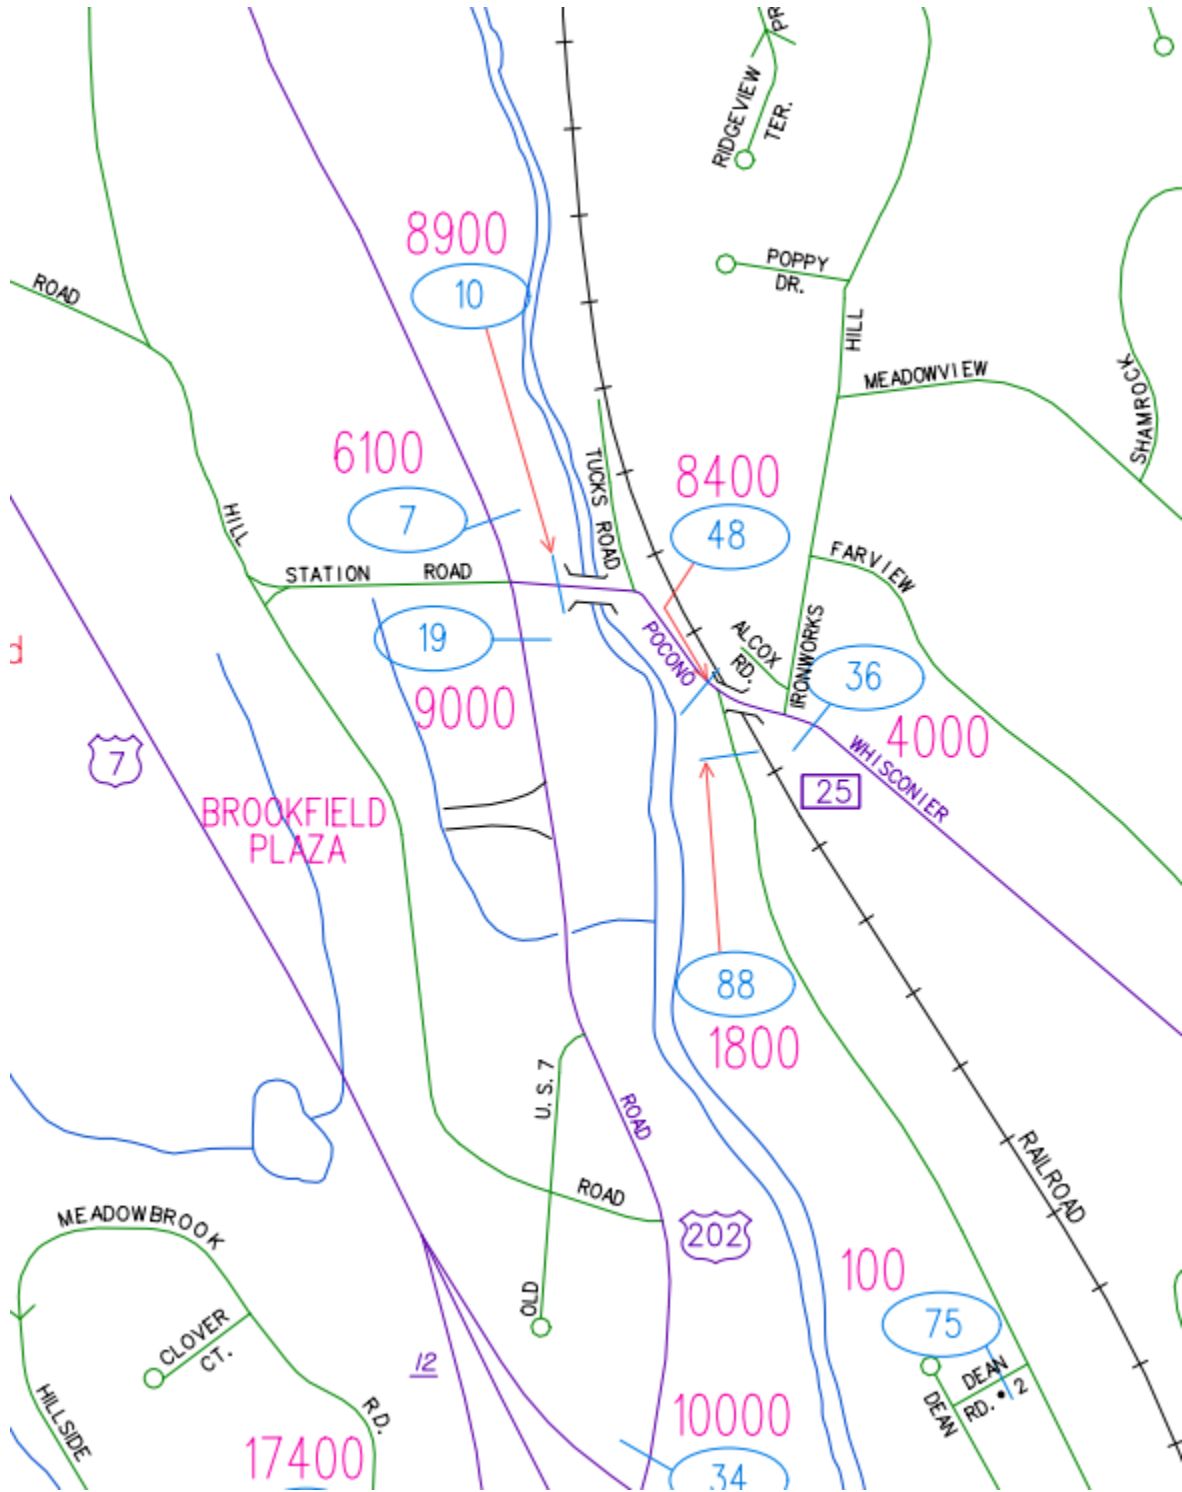 PR
RIDGEVIEW
TER.
8900
10
POPPY
DR.
ROAD
HILL
MEADOWVIEW
SHAMROCK
6100
7
TUCKS ROAD
8400
48
HILL
STATION ROAD
FARVIEW
19
9000
POCONO
ALCOX
RD.
IRONWORKS
36
4000
d
7
WHISCONIER
25
BROOKFIELD
PLAZA
88
1800
U.S. 7
ROAD
RAILROAD
ROAD
202
MEADOWBROOK
100
75
OLD
CLOVER
CT.
12
DEAN
RD. • 2
DEAN
HILLSIDE
RD.
10000
34
17400